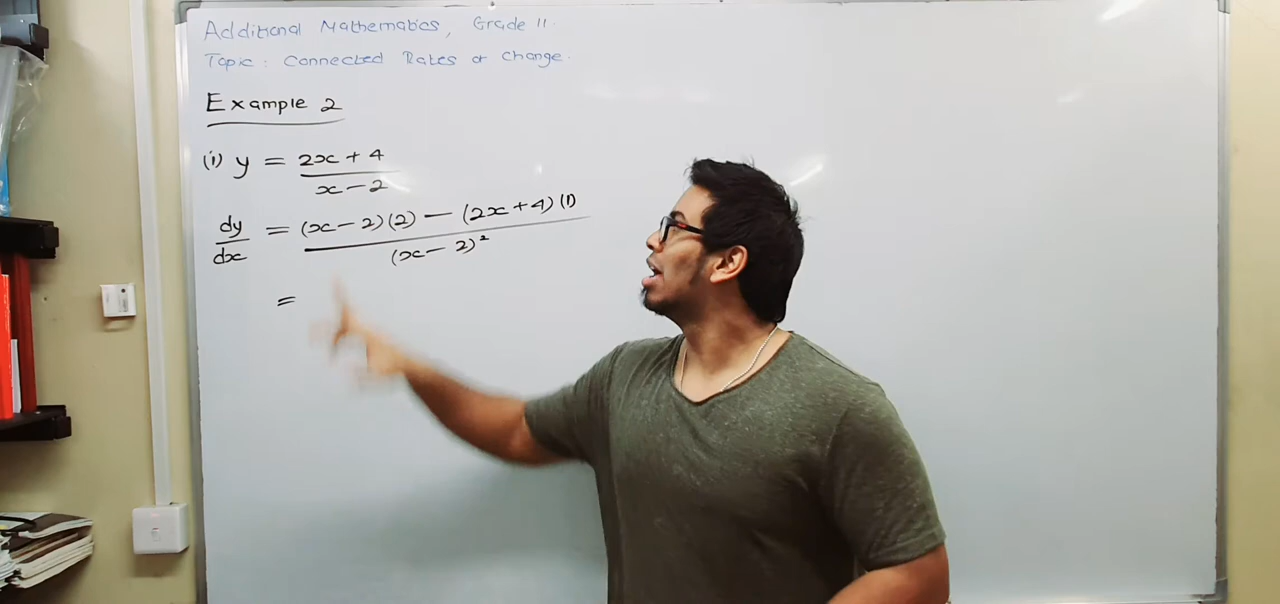 Additional Mathematics, Grade 11.
Topic: Connected Rates of Change.
Example 2
(i) y = 2x + 4
x - 2
dy = (x - 2)(2) - (2x + 4)(1)
dx (x - 2)²
=